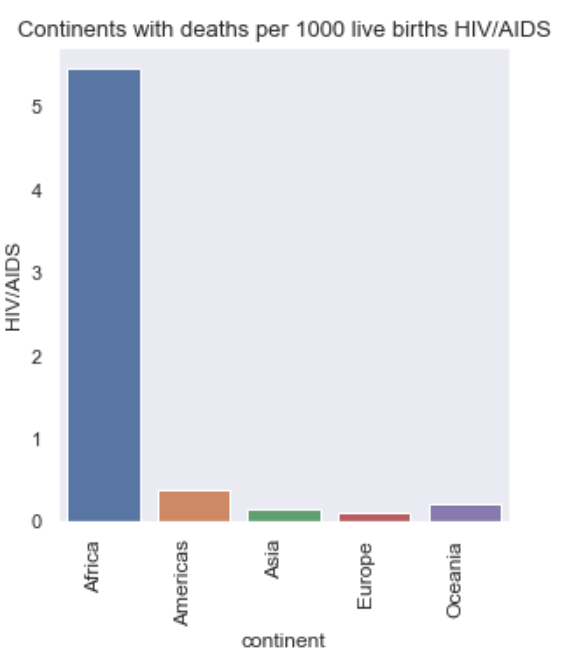 Continents with deaths per 1000 live births HIV/AIDS
HIV/AIDS
5
4
3
2
1
0
Africa
Americas
Asia
Europe
Oceania
continent